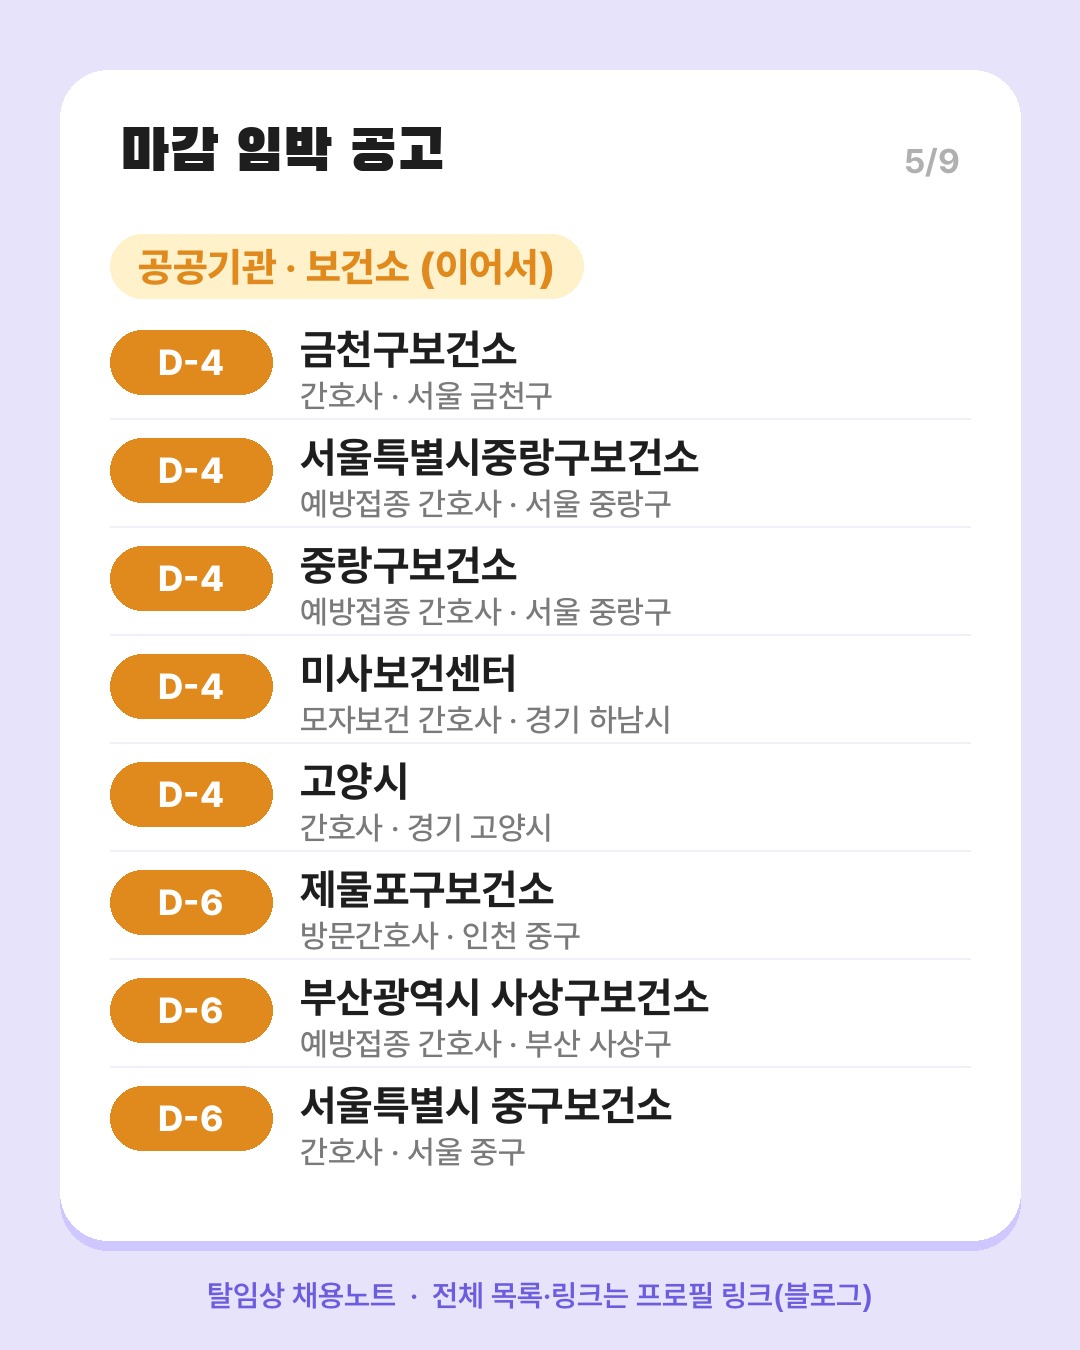 마감 임박 공고
5/9
공공기관 · 보건소 (이어서)
D-4
금천구보건소
간호사 · 서울 금천구
D-4
서울특별시중랑구보건소
예방접종 간호사 · 서울 중랑구
D-4
중랑구보건소
예방접종 간호사 · 서울 중랑구
D-4
미사보건센터
모자보건 간호사 · 경기 하남시
D-4
고양시
간호사 · 경기 고양시
D-6
제물포구보건소
방문간호사 · 인천 중구
D-6
부산광역시 사상구보건소
예방접종 간호사 · 부산 사상구
D-6
서울특별시 중구보건소
간호사 · 서울 중구
탈임상 채용노트 · 전체 목록·링크는 프로필 링크(블로그)